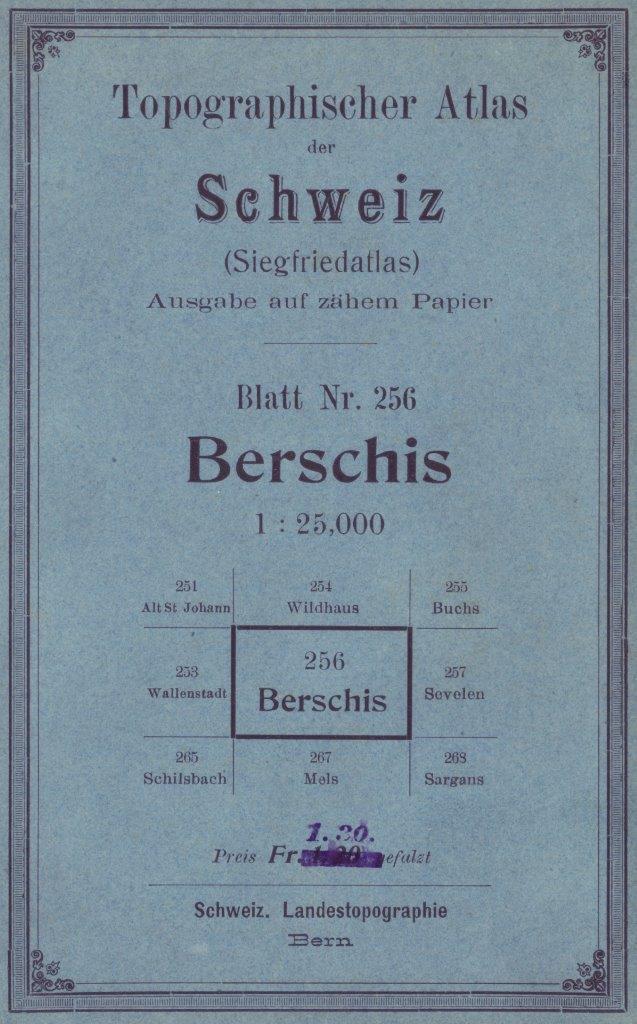 Topographischer Atlas
der
Schweiz
(Siegfriedatlas)
Ausgabe auf zähem Papier
Blatt Nr. 256
Berschis
1 : 25,000
251 254 255
Alt St Johann Wildhaus Buchs
253 256 257
Wallenstadt Berschis Sevelen
265 267 268
Schilsbach Mels Sargans
1.30.
Preis Fr. gefalzt
Schweiz. Landestopographie
Bern